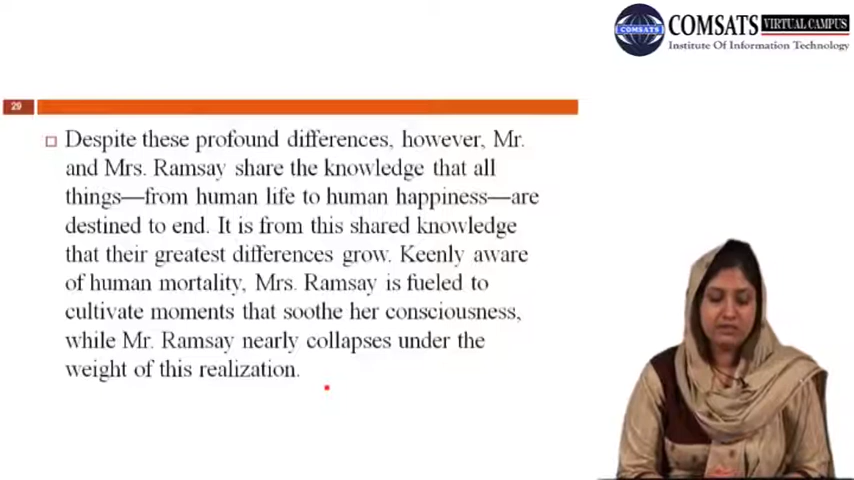 COMSATS
COMSATS VIRTUAL CAMPUS
Institute Of Information Technology
29
Despite these profound differences, however, Mr.
and Mrs. Ramsay share the knowledge that all
things—from human life to human happiness—are
destined to end. It is from this shared knowledge
that their greatest differences grow. Keenly aware
of human mortality, Mrs. Ramsay is fueled to
cultivate moments that soothe her consciousness,
while Mr. Ramsay nearly collapses under the
weight of this realization.